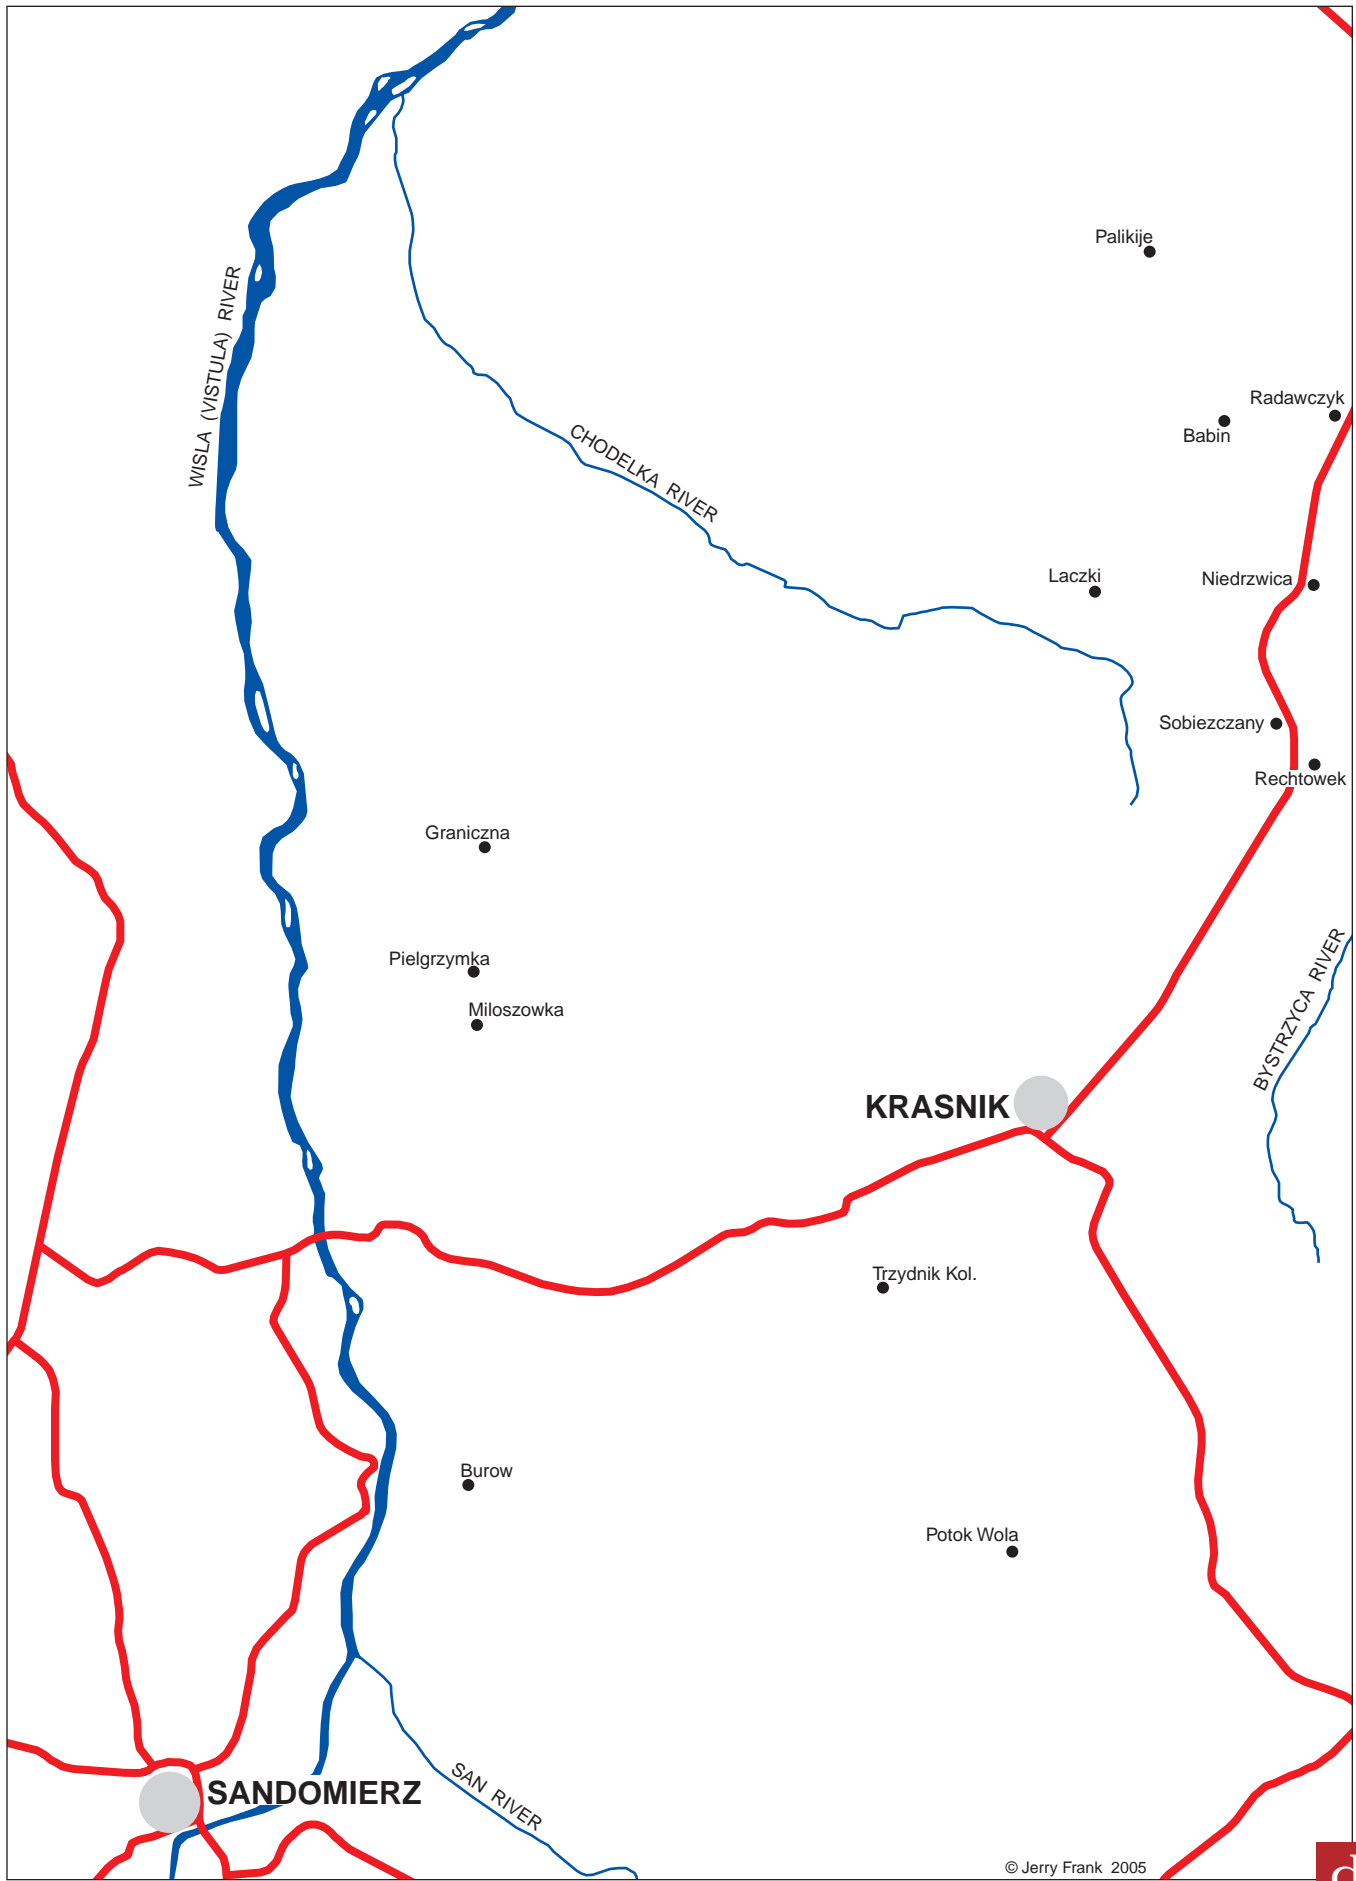 Palikije
WISLA (VISTULA) RIVER
Radawczyk
Babin
CHODELKA RIVER
Laczki
Niedrzwica
Sobiezczany
Rechtowek
Graniczna
Pielgrzymka
Miloszowka
BYSTRZYCA RIVER
KRASNIK
Trzydnik Kol.
Burow
Potok Wola
SAN RIVER
SANDOMIERZ
© Jerry Frank 2005
d